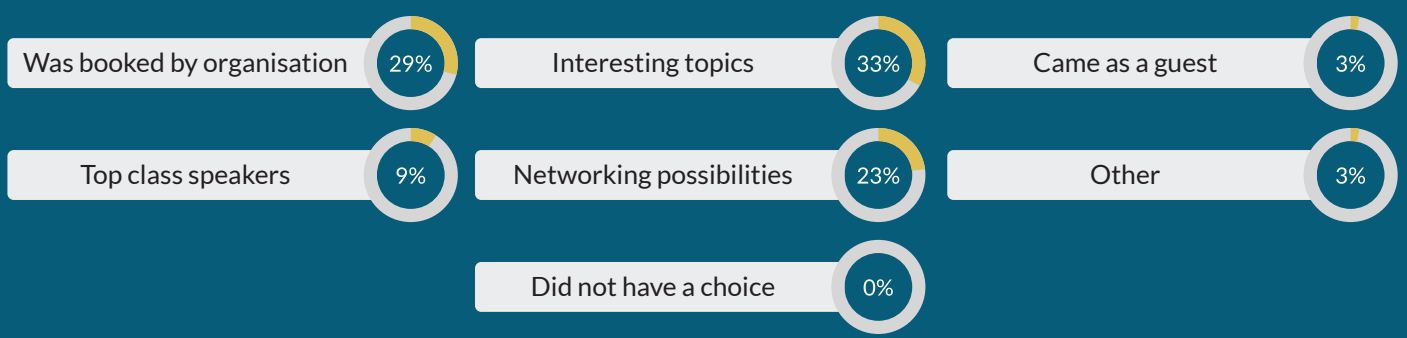 Was booked by organisation 29%
Interesting topics 33%
Came as a guest 3%
Top class speakers 9%
Networking possibilities 23%
Other 3%
Did not have a choice 0%